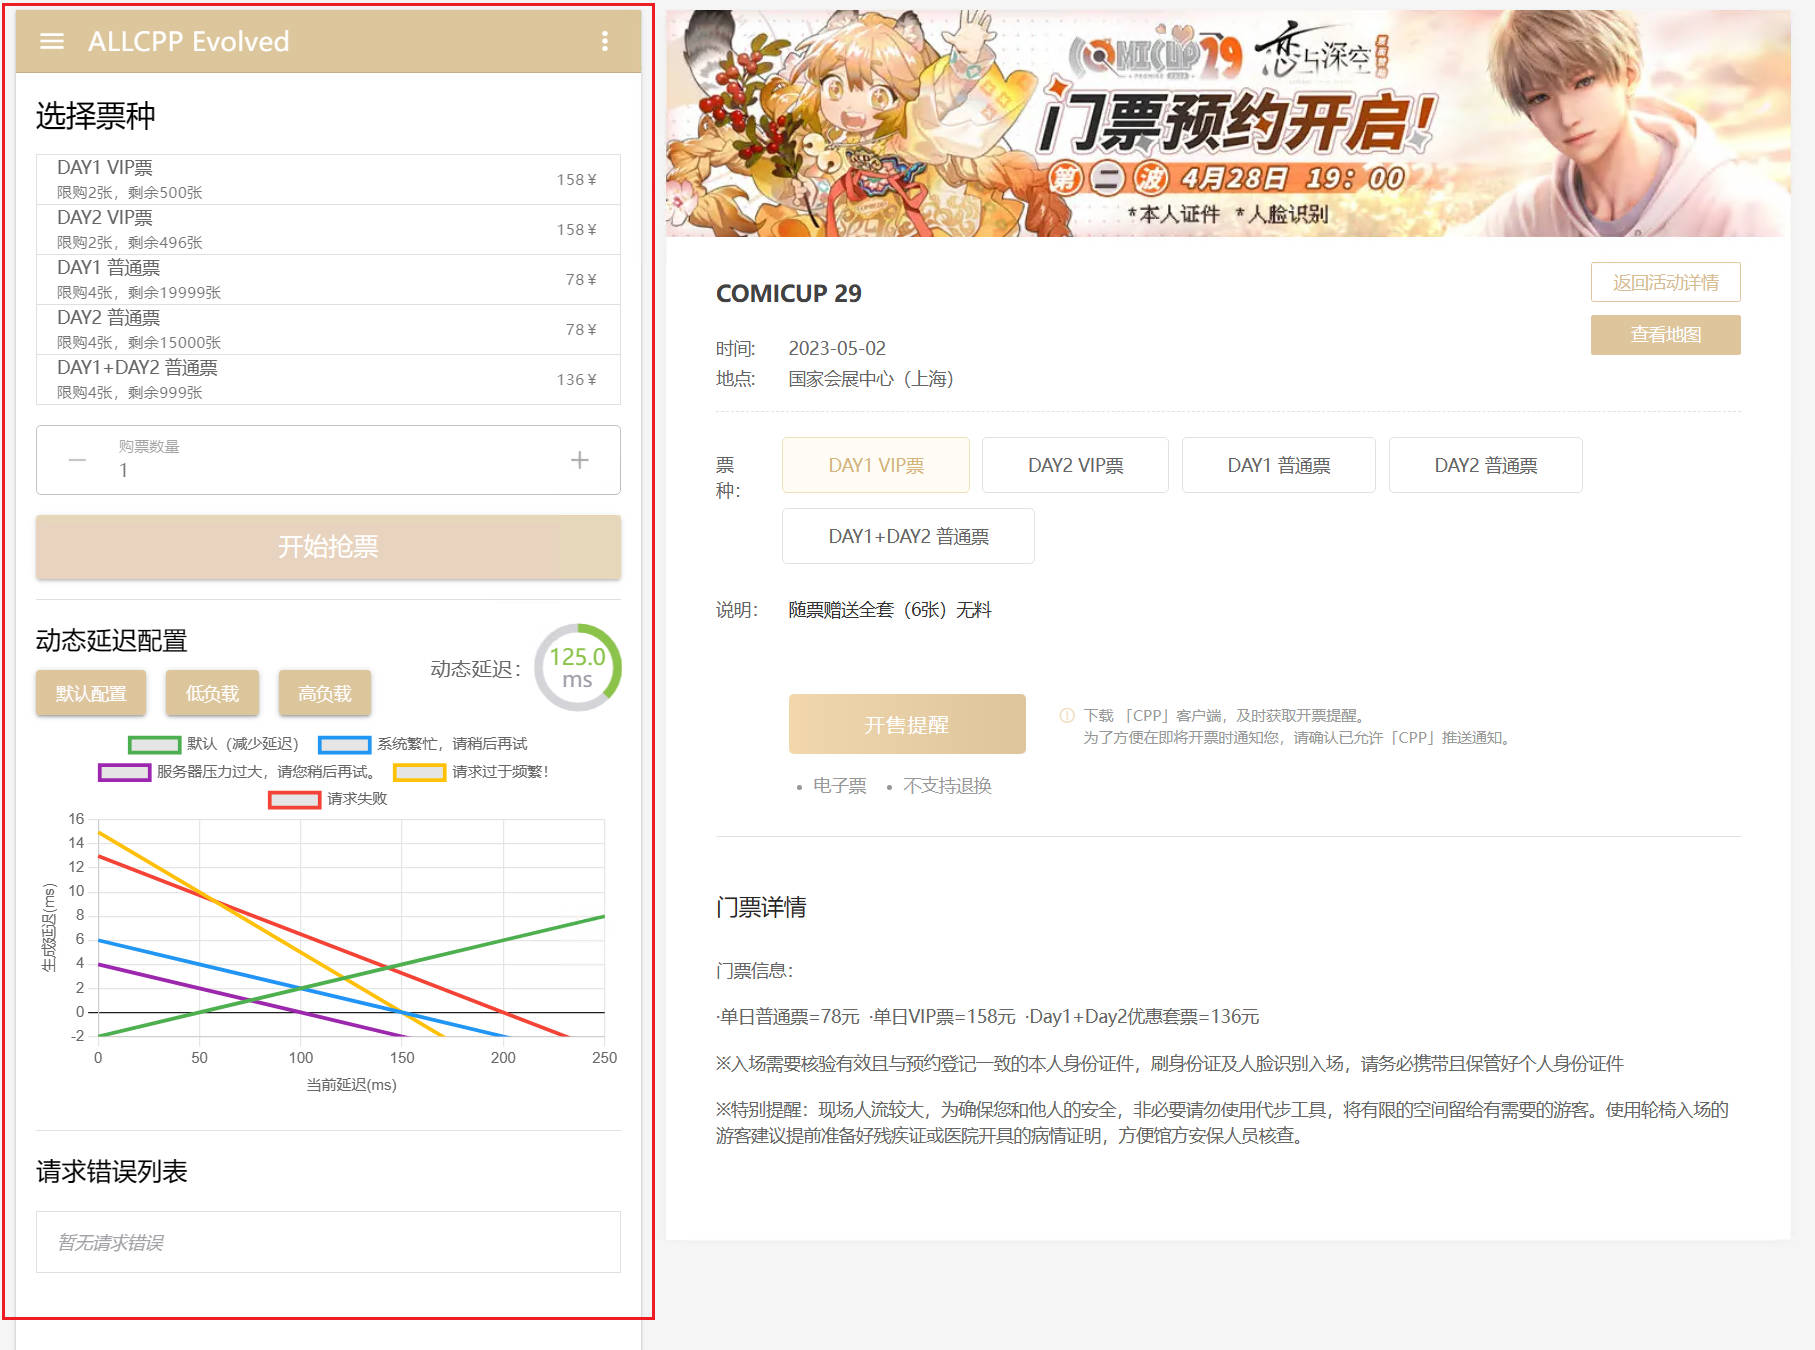 ALLCPP Evolved
选择票种
DAY1 VIP票
限购2张，剩余500张
158￥
DAY2 VIP票
限购2张，剩余496张
158￥
DAY1 普通票
限购4张，剩余19999张
78￥
DAY2 普通票
限购4张，剩余15000张
78￥
DAY1+DAY2 普通票
限购4张，剩余999张
136￥
购票数量
1
开始抢票
动态延迟配置
默认配置
低负载
高负载
动态延迟：
125.0
ms
默认（减少延迟） 系统繁忙，请稍后再试
服务器压力过大，请您稍后再试。 请求过于频繁！
请求失败
16
14
12
10
8
6
4
2
0
-2
生成延迟(ms)
0 50 100 150 200 250
当前延迟(ms)
请求错误列表
暂无请求错误
COMICUP 29
恋与深空
门票预约开启!
第二波 4月28日 19：00
*本人证件 *人脸识别
COMICUP 29
返回活动详情
查看地图
时间: 2023-05-02
地点: 国家会展中心（上海）
票种：
DAY1 VIP票
DAY2 VIP票
DAY1 普通票
DAY2 普通票
DAY1+DAY2 普通票
说明： 随票赠送全套（6张）无料
开售提醒
下载 「CPP」客户端，及时获取开票提醒。
为了方便在即将开票时通知您，请确认已允许「CPP」推送通知。
• 电子票 • 不支持退换
门票详情
门票信息：
·单日普通票=78元 ·单日VIP票=158元 ·Day1+Day2优惠套票=136元
※入场需要核验有效且与预约登记一致的本人身份证件，刷身份证及人脸识别入场，请务必携带且保管好个人身份证件
※特别提醒：现场人流较大，为确保您和他人的安全，非必要请勿使用代步工具，将有限的空间留给有需要的游客。使用轮椅入场的
游客建议提前准备好残疾证或医院开具的病情证明，方便馆方安保人员核查。